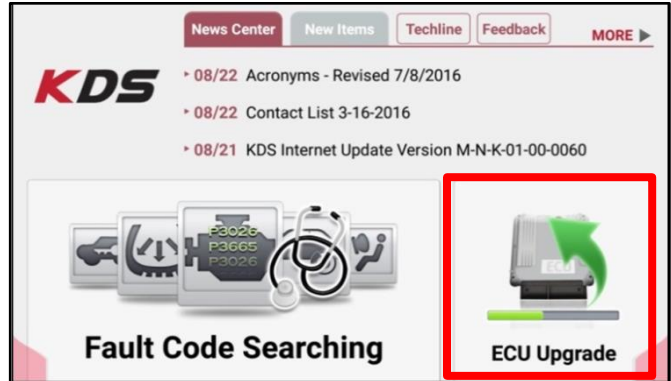 News Center New Items Techline Feedback MORE
KDS
08/22 Acronyms - Revised 7/8/2016
08/22 Contact List 3-16-2016
08/21 KDS Internet Update Version M-N-K-01-00-0060
P3026
P3665
P3026
ECU
Fault Code Searching
ECU Upgrade